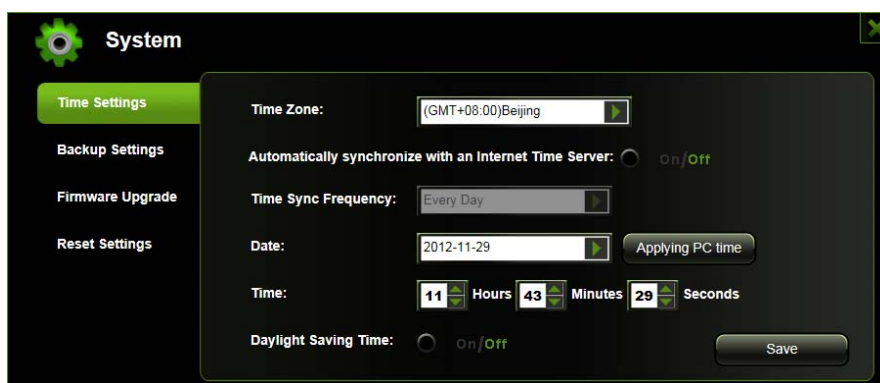 System
Time Settings
Backup Settings
Firmware Upgrade
Reset Settings
Time Zone: (GMT+08:00)Beijing
Automatically synchronize with an Internet Time Server: On/Off
Time Sync Frequency: Every Day
Date: 2012-11-29 Applying PC time
Time: 11 Hours 43 Minutes 29 Seconds
Daylight Saving Time: On/Off
Save